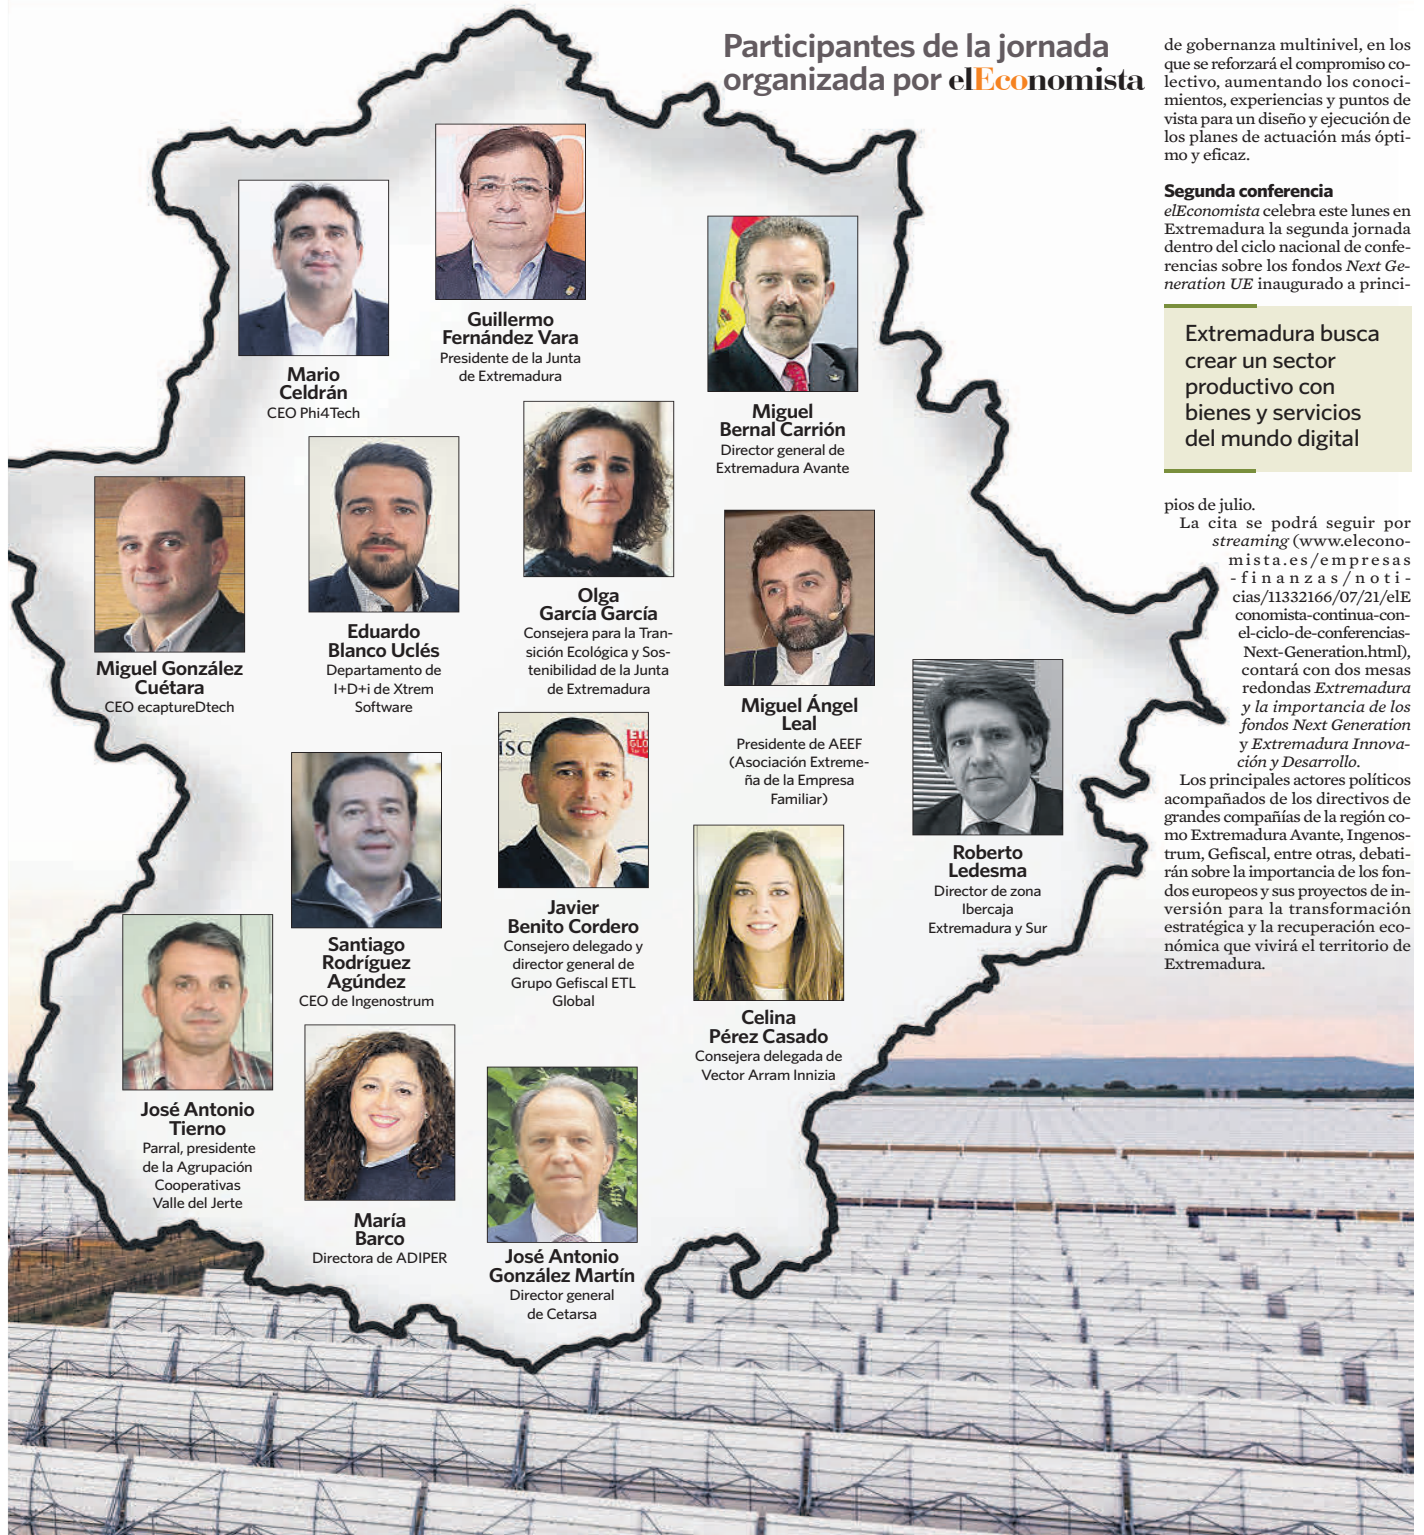 Participantes de la jornada
organizada por elEconomista
Guillermo
Fernández Vara
Presidente de la Junta
de Extremadura
Mario
Celdrán
CEO Phi4Tech
Miguel
Bernal Carrión
Director general de
Extremadura Avante
Miguel González
Cuétara
CEO ecaptureDtech
Eduardo
Blanco Uclés
Departamento de
I+D+i de Xtrem
Software
Olga
García García
Consejera para la Tran-
sición Ecológica y Sos-
tenibilidad de la Junta
de Extremadura
Miguel Ángel
Leal
Presidente de AEEF
(Asociación Extreme-
ña de la Empresa
Familiar)
Roberto
Ledesma
Director de zona
Ibercaja
Extremadura y Sur
Santiago
Rodríguez
Agúndez
CEO de Ingenostrum
ETL
GLO
Javier
Benito Cordero
Consejero delegado y
director general de
Grupo Gefiscal ETL
Global
Celina
Pérez Casado
Consejera delegada de
Vector Arram Innizia
José Antonio
Tierno
Parral, presidente
de la Agrupación
Cooperativas
Valle del Jerte
María
Barco
Directora de ADIPER
José Antonio
González Martín
Director general
de Cetarsa
de gobernanza multinivel, en los
que se reforzará el compromiso co-
lectivo, aumentando los conoci-
mientos, experiencias y puntos de
vista para un diseño y ejecución de
los planes de actuación más ópti-
mo y eficaz.
Segunda conferencia
elEconomista celebra este lunes en
Extremadura la segunda jornada
dentro del ciclo nacional de confe-
rencias sobre los fondos Next Ge-
neration UE inaugurado a princi-
Extremadura busca
crear un sector
productivo con
bienes y servicios
del mundo digital
pios de julio.
La cita se podrá seguir por
streaming (www.elecono-
mista.es/empresas
-finanzas/noti-
cias/11332166/07/21/elE
conomista-continua-con-
el-ciclo-de-conferencias-
Next-Generation.html),
contará con dos mesas
redondas Extremadura
y la importancia de los
fondos Next Generation
y Extremadura Innova-
ción y Desarrollo.
Los principales actores políticos
acompañados de los directivos de
grandes compañías de la región co-
mo Extremadura Avante, Ingenos-
trum, Gefiscal, entre otras, debati-
rán sobre la importancia de los fon-
dos europeos y sus proyectos de in-
versión para la transformación
estratégica y la recuperación eco-
nómica que vivirá el territorio de
Extremadura.